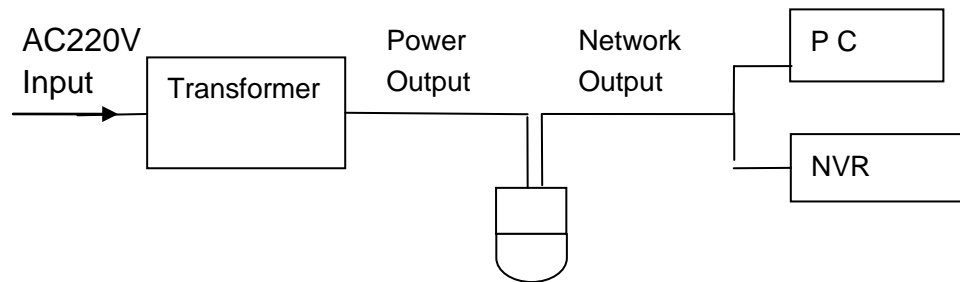 AC220V
Input
Transformer
Power
Output
Network
Output
P C
NVR